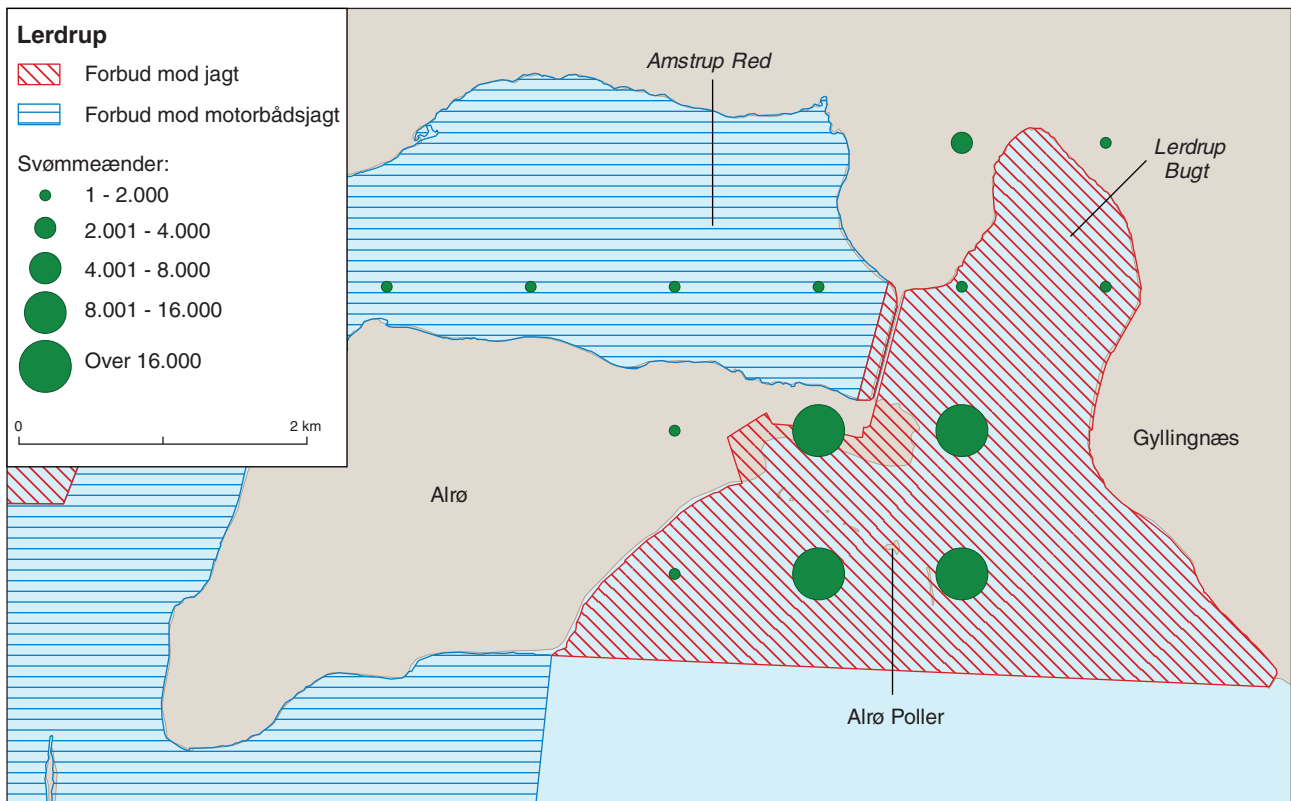 Lerdrup
Forbud mod jagt
Forbud mod motorbådsjagt
Svømmeænder:
1 - 2.000
2.001 - 4.000
4.001 - 8.000
8.001 - 16.000
Over 16.000
0
2 km
Amstrup Red
Lerdrup
Bugt
Gyllingnæs
Alrø
Alrø Poller